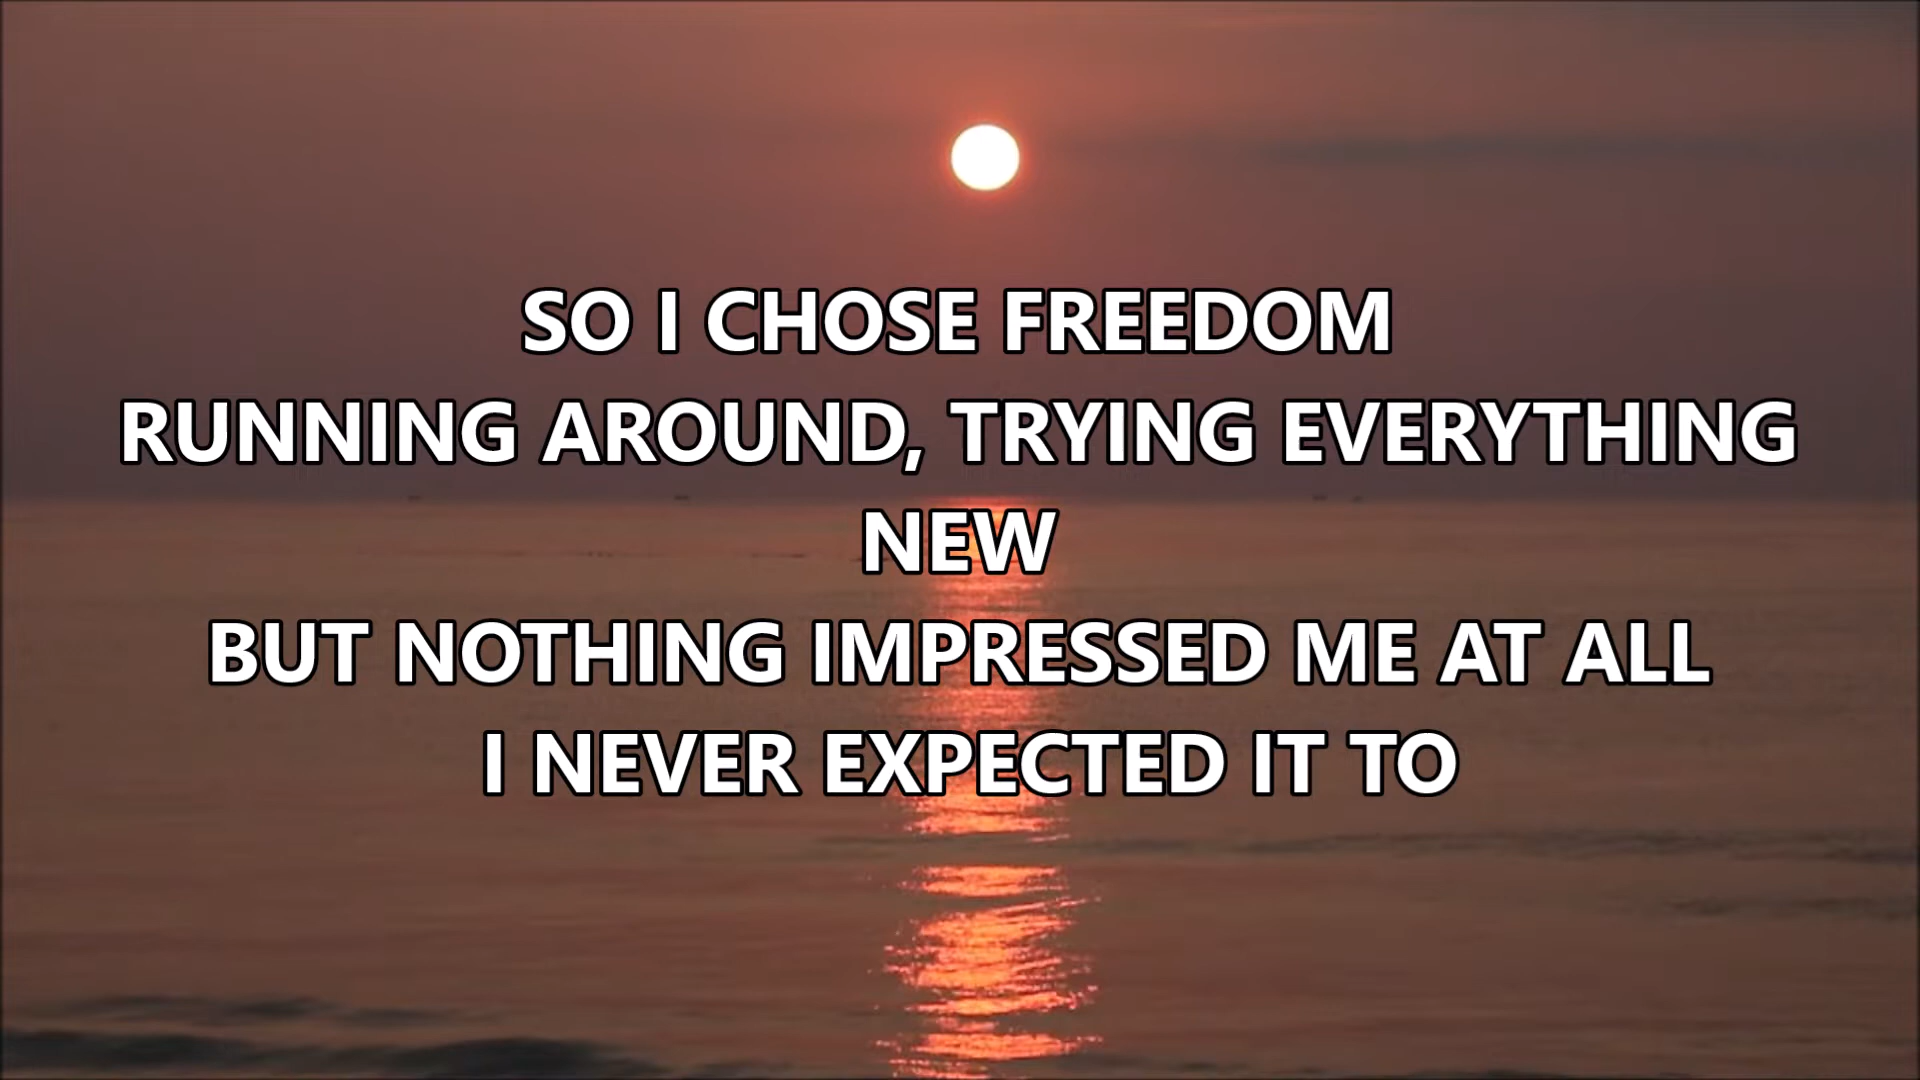 SO I CHOSE FREEDOM
RUNNING AROUND, TRYING EVERYTHING
NEW
BUT NOTHING IMPRESSED ME AT ALL
I NEVER EXPECTED IT TO